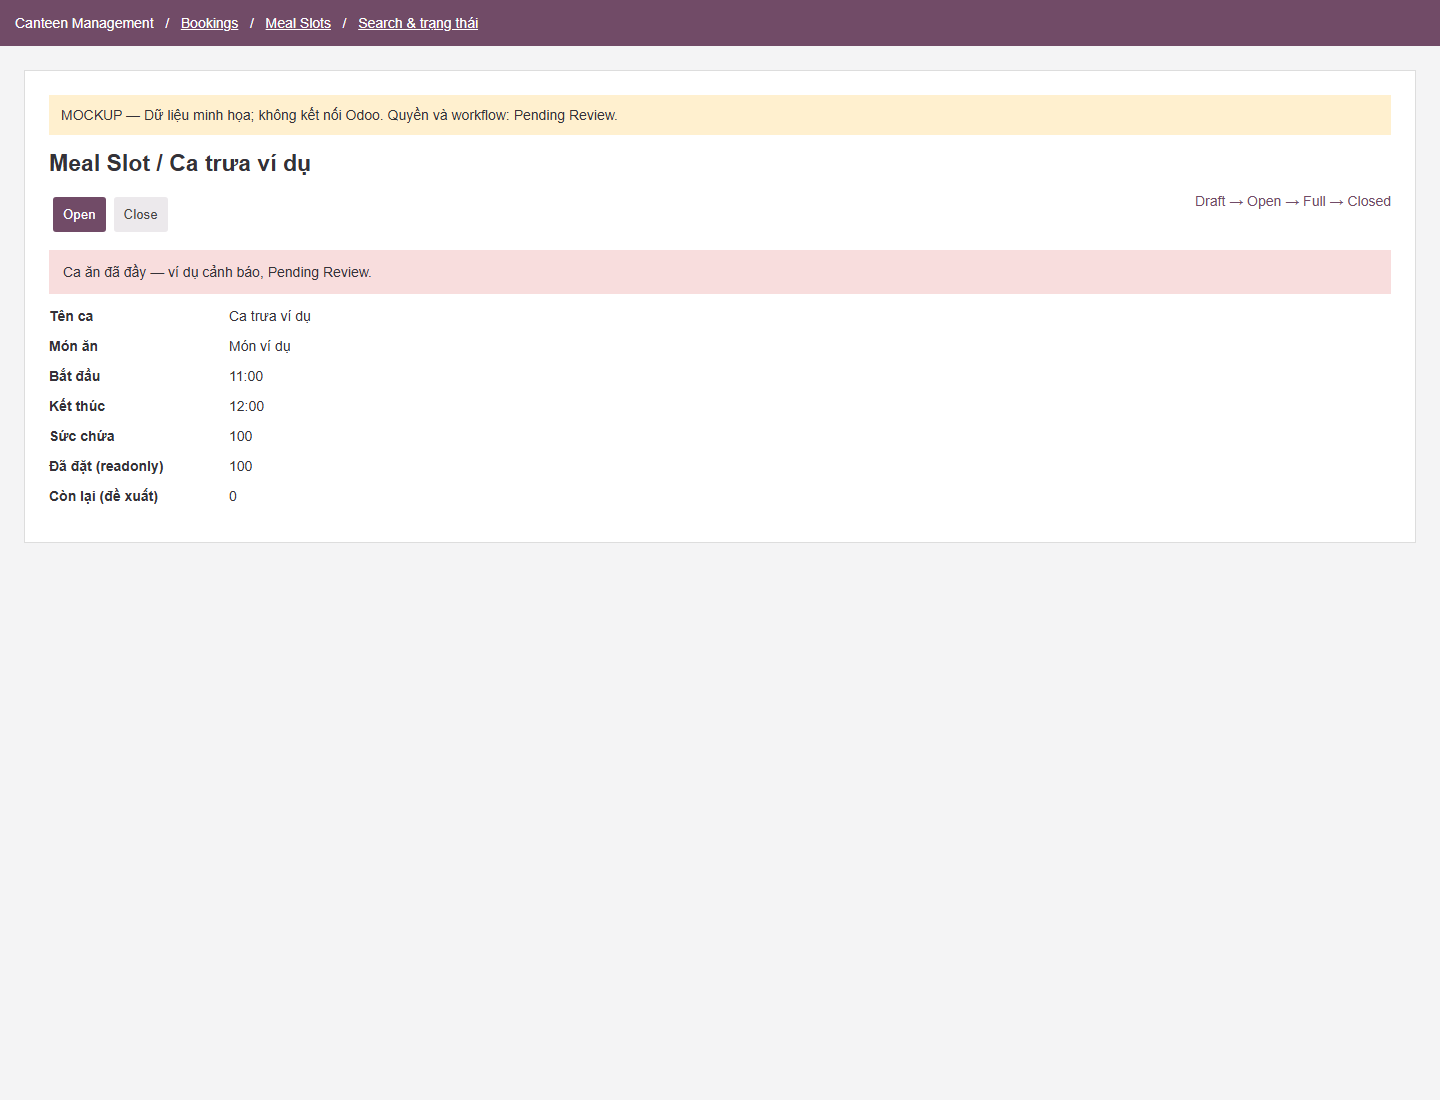 Canteen Management / Bookings / Meal Slots / Search & trạng thái
MOCKUP — Dữ liệu minh họa; không kết nối Odoo. Quyền và workflow: Pending Review.
Meal Slot / Ca trưa ví dụ
Open Close Draft → Open → Full → Closed
Ca ăn đã đầy — ví dụ cảnh báo, Pending Review.
Tên ca Ca trưa ví dụ
Món ăn Món ví dụ
Bắt đầu 11:00
Kết thúc 12:00
Sức chứa 100
Đã đặt (readonly) 100
Còn lại (đề xuất) 0